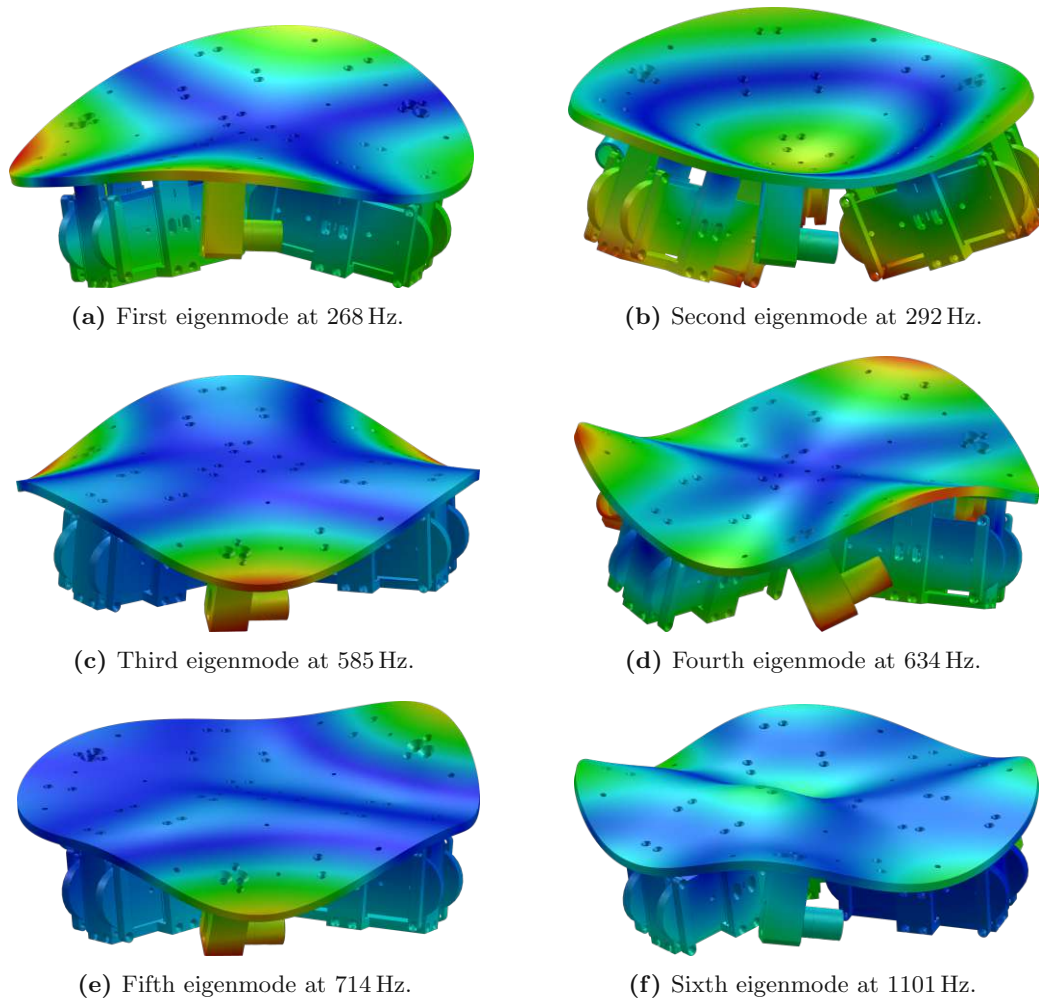 (a) First eigenmode at 268 Hz.
(b) Second eigenmode at 292 Hz.
(c) Third eigenmode at 585 Hz.
(d) Fourth eigenmode at 634 Hz.
(e) Fifth eigenmode at 714 Hz.
(f) Sixth eigenmode at 1101 Hz.